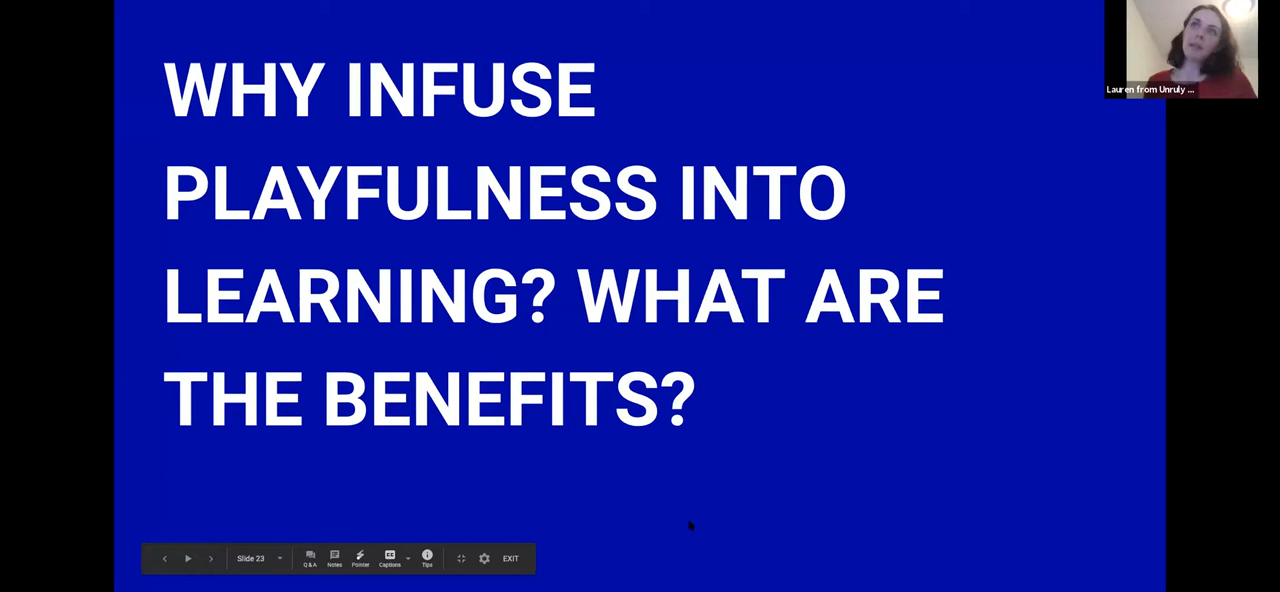 WHY INFUSE
PLAYFULNESS INTO
LEARNING? WHAT ARE
THE BENEFITS?
Lauren from Unruly ...
Slide 23
Q & A
Notes
Pointer
CC
Captions
Tips
EXIT